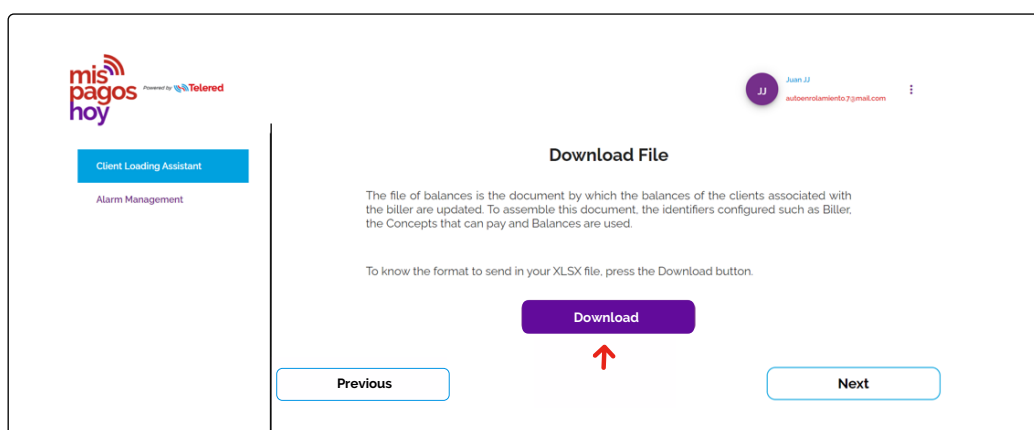 mis
pagos
hoy
Powered by Telered
JJ
Juan JJ
autoenrolamiento.7@mail.com
Client Loading Assistant
Alarm Management
Download File
The file of balances is the document by which the balances of the clients associated with
the biller are updated. To assemble this document, the identifiers configured such as Biller,
the Concepts that can pay and Balances are used.
To know the format to send in your XLSX file, press the Download button.
Download
Previous
Next